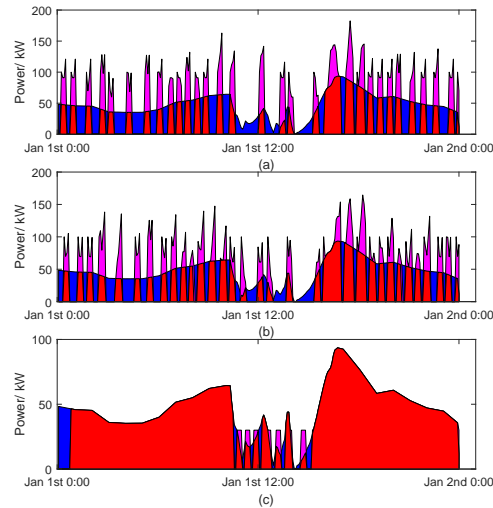 200
150
100
50
0
Power/ kW
Jan 1st 0:00
Jan 1st 12:00
Jan 2nd 0:00
(a)
200
150
100
50
0
Power/ kW
Jan 1st 0:00
Jan 1st 12:00
Jan 2nd 0:00
(b)
100
50
0
Power/ kW
Jan 1st 0:00
Jan 1st 12:00
Jan 2nd 0:00
(c)